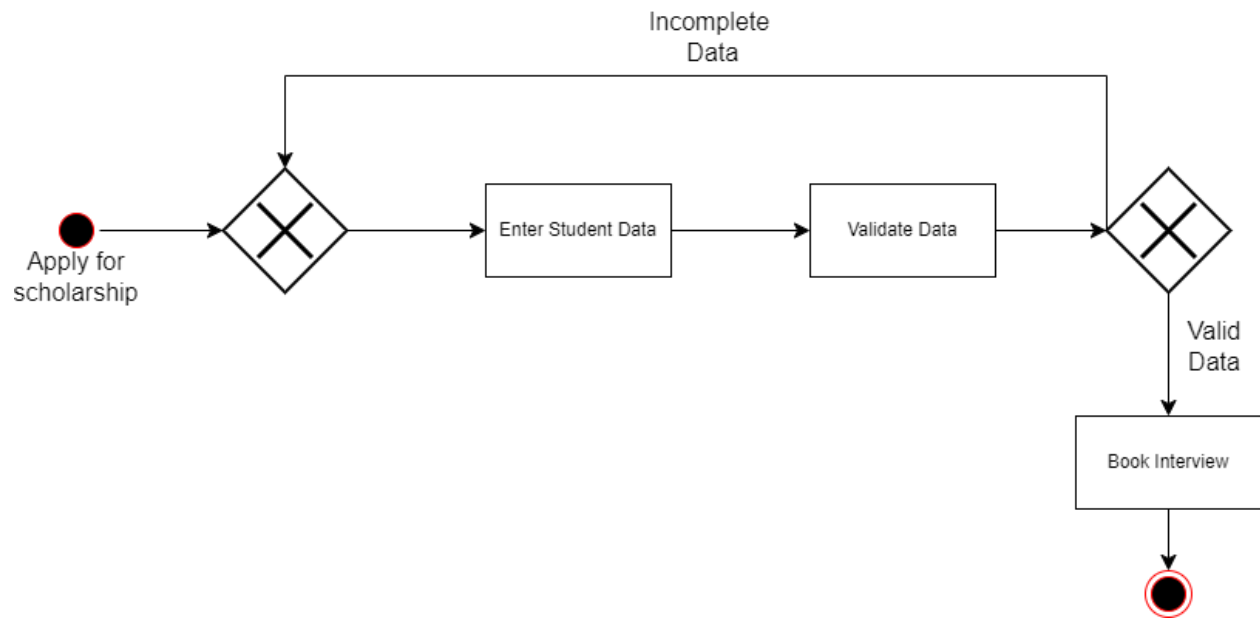 Incomplete
Data
Enter Student Data
Validate Data
Apply for
scholarship
Valid
Data
Book Interview